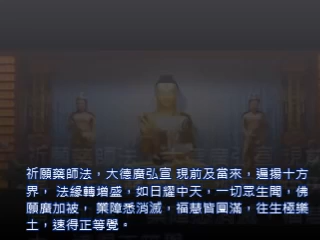 祈願藥師法，大德廣弘宣 現前及當來，遍揚十方
界， 法緣轉增盛，如日耀中天，一切眾生聞，佛
願廣加被， 業障悉消滅，福慧皆圓滿，往生極樂
土，速得正等覺。